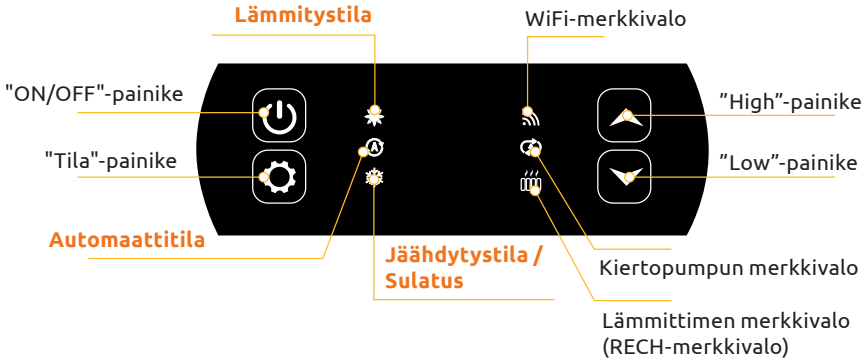 Lämmitystila
WiFi-merkkivalo
"ON/OFF"-painike
”High”-painike
"Tila"-painike
”Low”-painike
Automaattitila
Jäähdytystila /
Sulatus
Kiertopumpun merkkivalo
Lämmittimen merkkivalo
(RECH-merkkivalo)
A